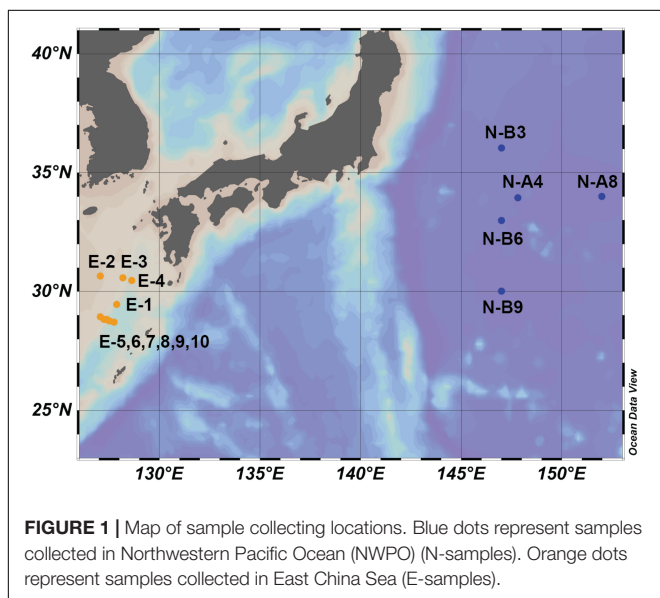 40°N
35°N
30°N
25°N
N-B3
N-A4
N-A8
N-B6
N-B9
E-2 E-3
E-4
E-1
E-5,6,7,8,9,10
130°E 135°E 140°E 145°E 150°E
Ocean Data View
FIGURE 1 | Map of sample collecting locations. Blue dots represent samples
collected in Northwestern Pacific Ocean (NWPO) (N-samples). Orange dots
represent samples collected in East China Sea (E-samples).